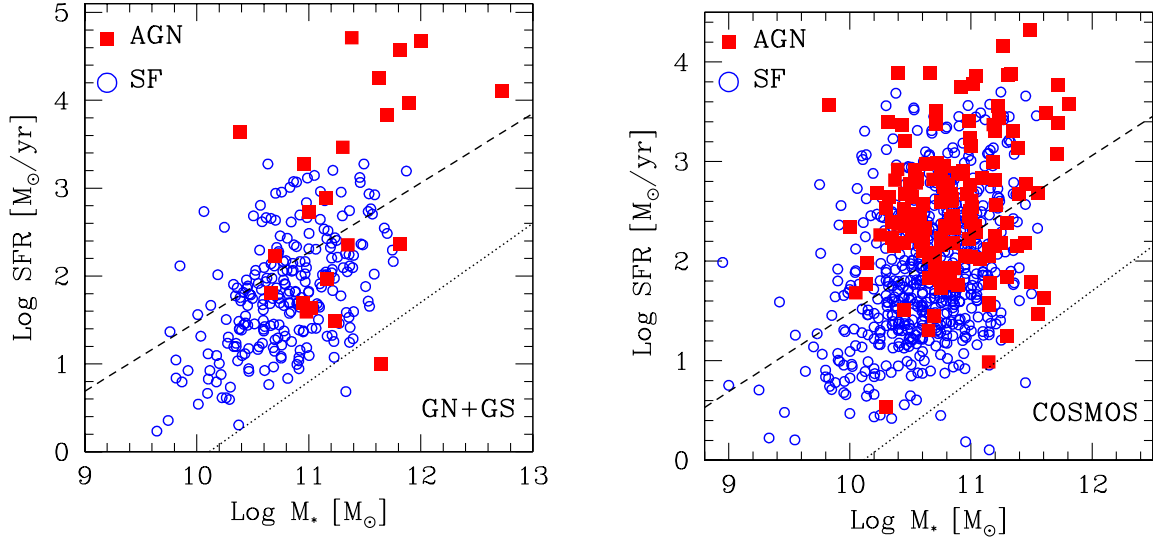 5
4
3
2
1
0
9
10
11
12
13
Log SFR [M⊙/yr]
Log M* [M⊙]
AGN
SF
GN+GS
4
3
2
1
0
9
10
11
12
Log SFR [M⊙/yr]
Log M* [M⊙]
AGN
SF
COSMOS